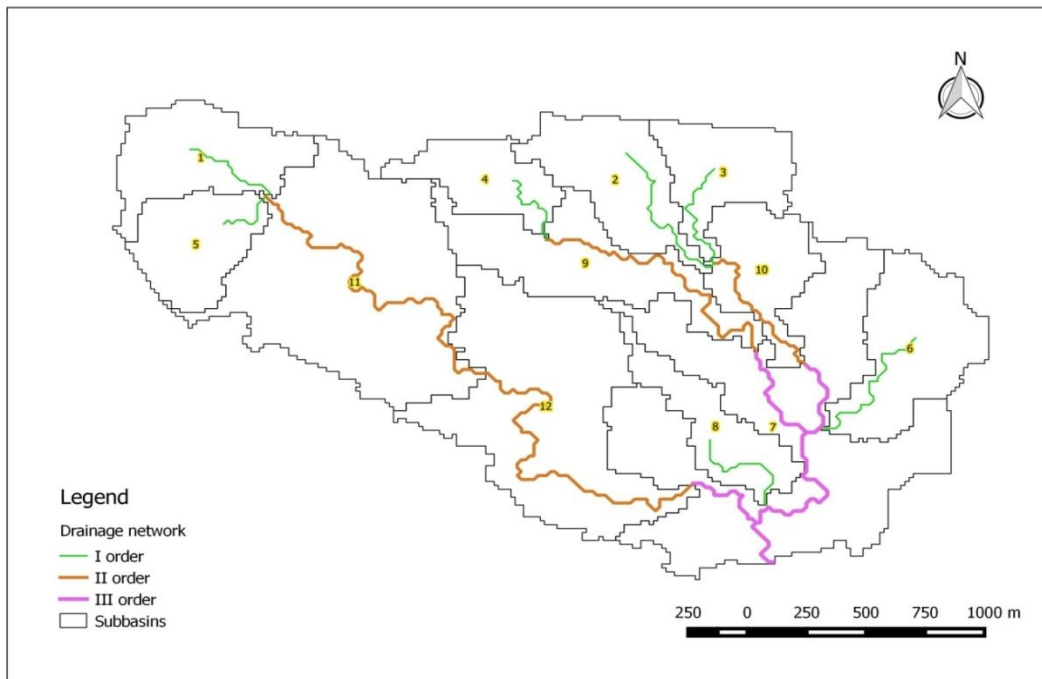 N
1
2
3
4
5
9
10
11
6
12
8
7
Legend
Drainage network
I order
II order
III order
Subbasins
250 0 250 500 750 1000 m